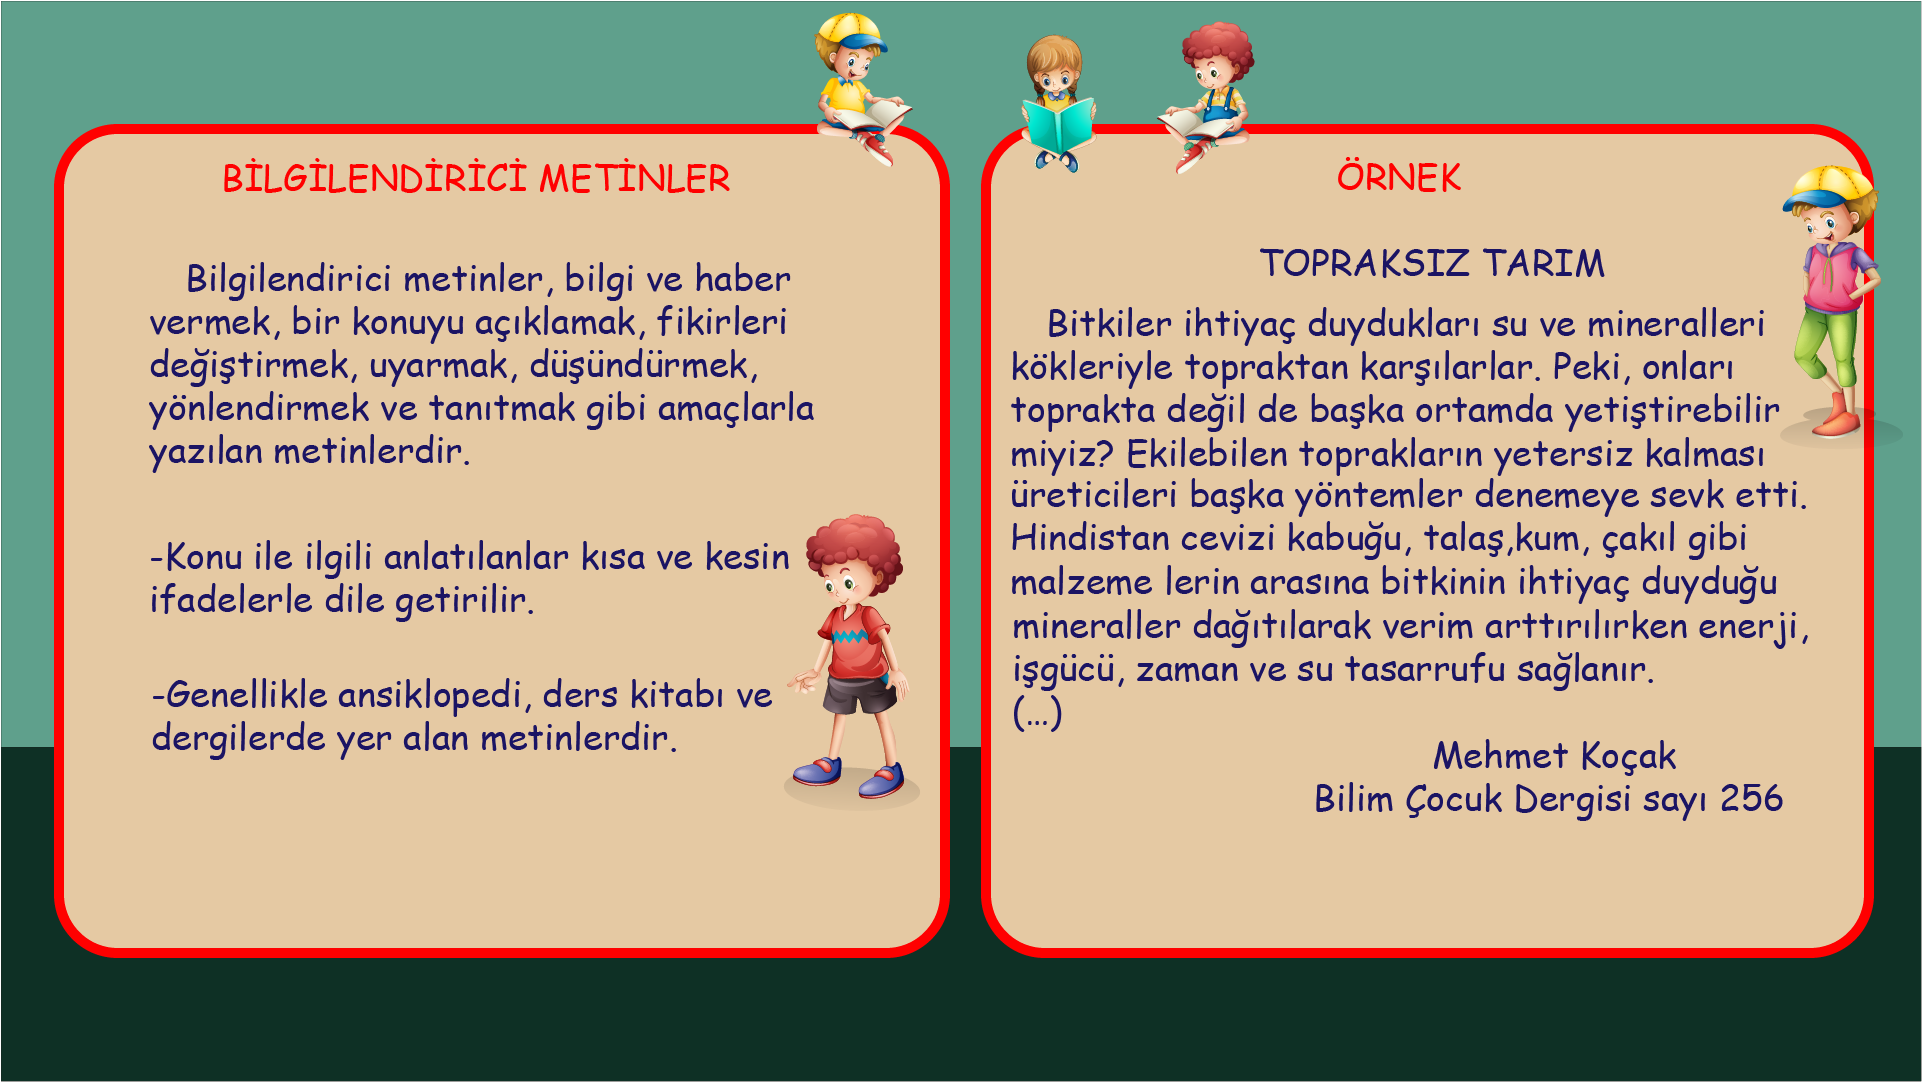 BİLGİLENDİRİCİ METİNLER
Bilgilendirici metinler, bilgi ve haber
vermek, bir konuyu açıklamak, fikirleri
değiştirmek, uyarmak, düşündürmek,
yönlendirmek ve tanıtmak gibi amaçlarla
yazılan metinlerdir.
-Konu ile ilgili anlatılanlar kısa ve kesin
ifadelerle dile getirilir.
-Genellikle ansiklopedi, ders kitabı ve
dergilerde yer alan metinlerdir.
ÖRNEK
TOPRAKSIZ TARIM
Bitkiler ihtiyaç duydukları su ve mineralleri
kökleriyle topraktan karşılarlar. Peki, onları
toprakta değil de başka ortamda yetiştirebilir
miyiz? Ekilebilen toprakların yetersiz kalması
üreticileri başka yöntemler denemeye sevk etti.
Hindistan cevizi kabuğu, talaş,kum, çakıl gibi
malzeme lerin arasına bitkinin ihtiyaç duyduğu
mineraller dağıtılarak verim arttırılırken enerji,
işgücü, zaman ve su tasarrufu sağlanır.
(…)
Mehmet Koçak
Bilim Çocuk Dergisi sayı 256